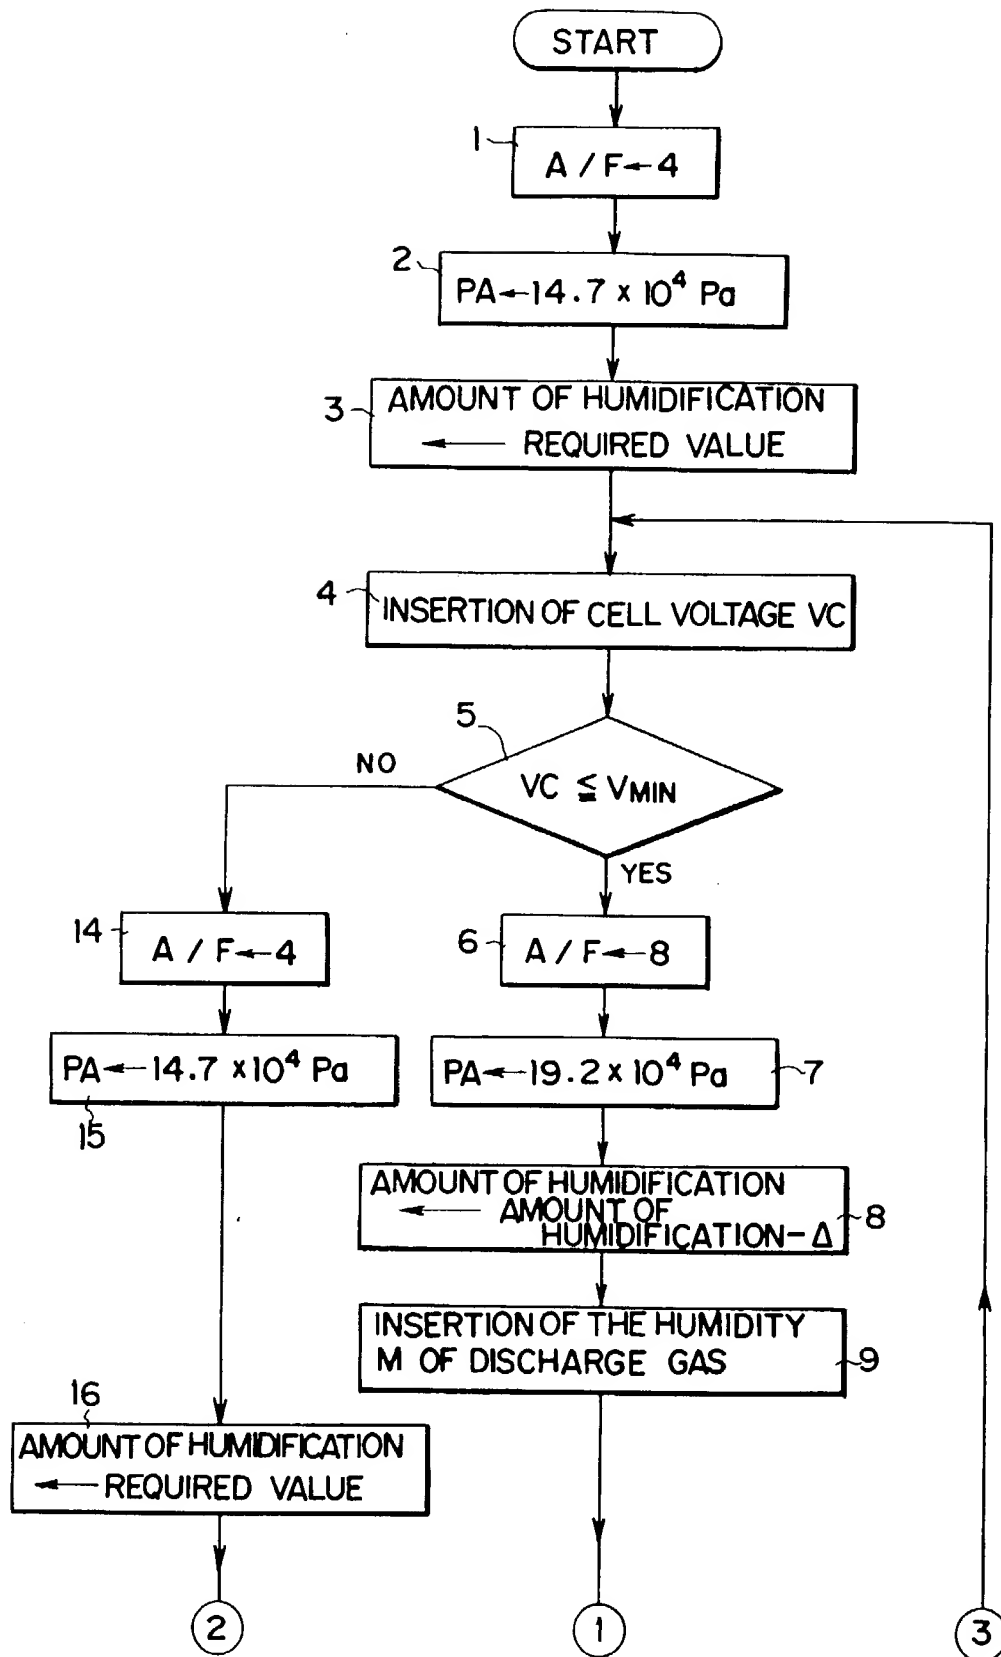 START
1
A / F ← 4
2
PA ← 14.7 × 10⁴ Pa
3
AMOUNT OF HUMIDIFICATION
← REQUIRED VALUE
4
INSERTION OF CELL VOLTAGE VC
5
VC ≦ VMIN
NO
YES
14
A / F ← 4
6
A / F ← 8
PA ← 14.7 × 10⁴ Pa
15
PA ← 19.2 × 10⁴ Pa
7
AMOUNT OF HUMIDIFICATION
← AMOUNT OF
HUMIDIFICATION - Δ
8
INSERTION OF THE HUMIDITY
M OF DISCHARGE GAS
9
16
AMOUNT OF HUMIDIFICATION
← REQUIRED VALUE
2
1
3